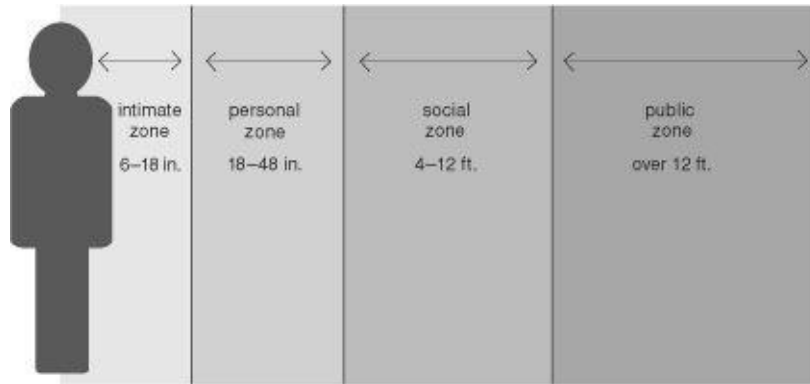 intimate
zone
6–18 in.
personal
zone
18–48 in.
social
zone
4–12 ft.
public
zone
over 12 ft.